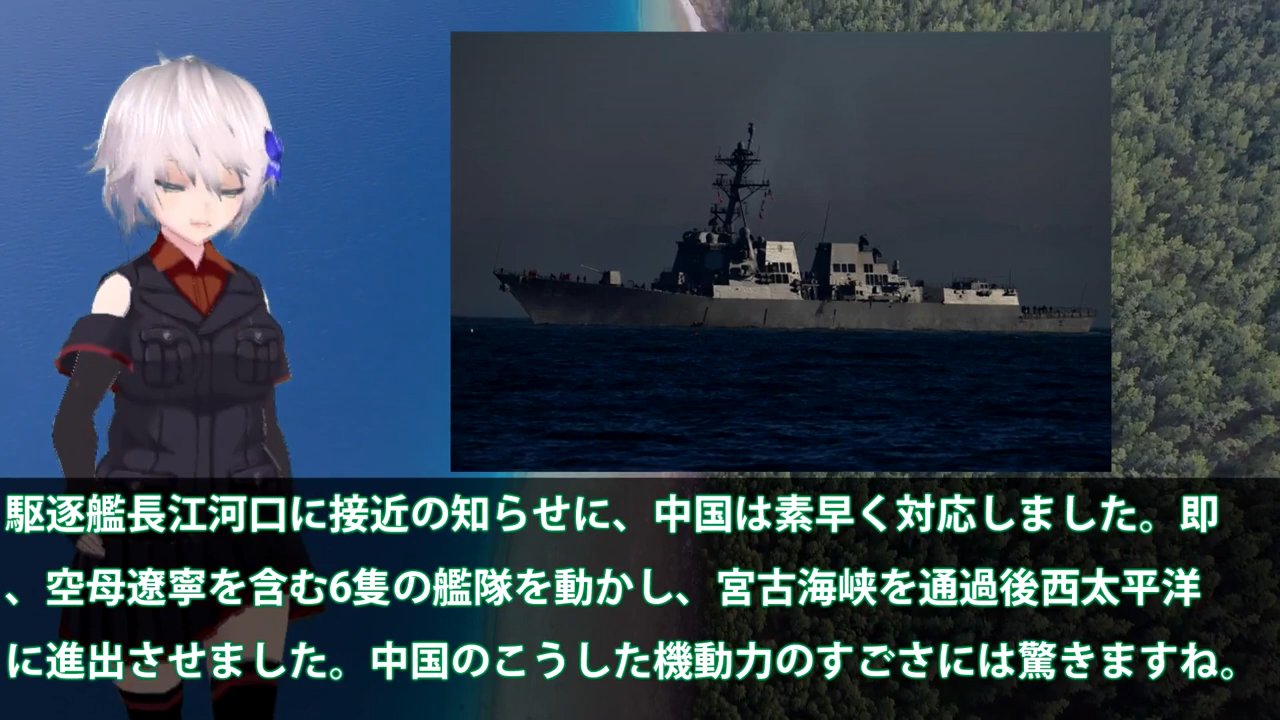 駆逐艦長江河口に接近の知らせに、中国は素早く対応しました。即
、空母遼寧を含む6隻の艦隊を動かし、宮古海峡を通過後西太平洋
に進出させました。中国のこうした機動力のすごさには驚きますね。